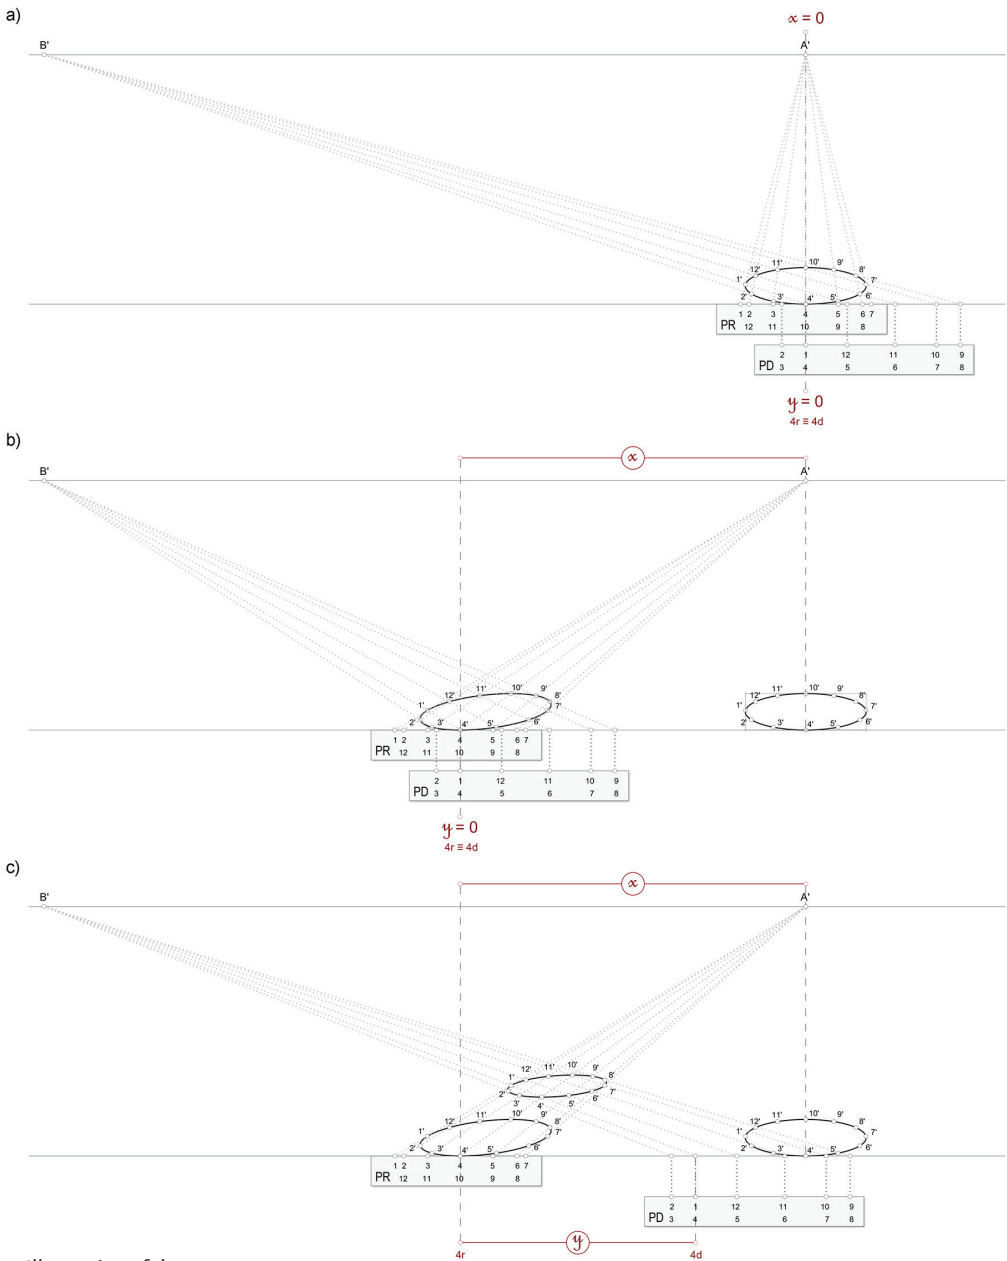 a)
x = 0
B' A'
12' 11' 10' 9' 8'
1' 7'
2' 3' 4' 5' 6'
1 2 3 4 5 6 7
PR 12 11 10 9 8
2 1 12 11 10 9
PD 3 4 5 6 7 8
y = 0
4r ≡ 4d
b)
x
B' A'
12' 11' 10' 9' 8' 12' 11' 10' 9' 8'
1' 7' 1' 7'
2' 3' 4' 5' 6' 2' 3' 4' 5' 6'
1 2 3 4 5 6 7
PR 12 11 10 9 8
2 1 12 11 10 9
PD 3 4 5 6 7 8
y = 0
4r ≡ 4d
c)
x
B' A'
1' 12' 11' 10' 9' 8'
2' 3' 4' 5' 6' 7'
12' 11' 10' 9' 8' 12' 11' 10' 9' 8'
1' 7' 1' 7'
2' 3' 4' 5' 6' 2' 3' 4' 5' 6'
1 2 3 4 5 6 7
PR 12 11 10 9 8
2 1 12 11 10 9
PD 3 4 5 6 7 8
y
4r 4d